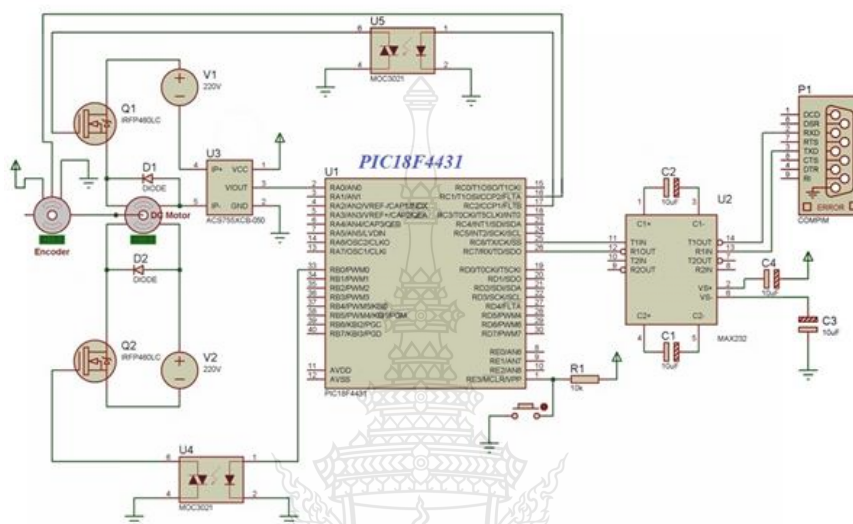 U5
MOC3021
V1
220V
Q1
IRFP460LC
U3
IP+ VCC
VIOUT
IP- GND
ACS755XCB-050
D1
DIODE
DC Motor
Encoder
D2
DIODE
Q2
IRFP460LC
V2
220V
U4
MOC3021
PIC18F4431
U1
RA0/AN0
RA1/AN1
RA2/AN2/VREF-/CAP1/INDX
RA3/AN3/VREF+/CAP2/QEA
RA4/AN4/CAP3/QEB
RA5/AN5/LVDIN
RA6/OSC2/CLKO
RA7/OSC1/CLKI
RB0/PWM0
RB1/PWM1
RB2/PWM2
RB3/PWM3
RB4/PWM5/KBI0
RB5/PWM4/KBI1/PGM
RB6/KBI2/PGC
RB7/KBI3/PGD
AVDD
AVSS
PIC18F4431
RC0/T1OSO/T1CKI
RC1/T1OSI/CCP2/FLTA
RC2/CCP1/FLTB
RC3/T0CKI/T5CKI/INT0
RC4/INT1/SDI/SDA
RC5/INT2/SCK/SCL
RC6/TX/CK/SS
RC7/RX/DT/SDO
RD0/T0CKI/T5CKI
RD1/SDO
RD2/SDI/SDA
RD3/SCK/SCL
RD4/FLTA
RD5/PWM4
RD6/PWM6
RD7/PWM7
RE0/AN6
RE1/AN7
RE2/AN8
RE3/MCLR/VPP
R1
10k
C2
10uF
U2
C1+ C1-
T1IN T1OUT
R1OUT R1IN
T2IN T2OUT
R2OUT R2IN
VS+
VS-
C2+ C2-
MAX232
C1
10uF
C4
10uF
C3
10uF
P1
DCD
DSR
RXD
RTS
TXD
CTS
DTR
RI
ERROR
COMPIM